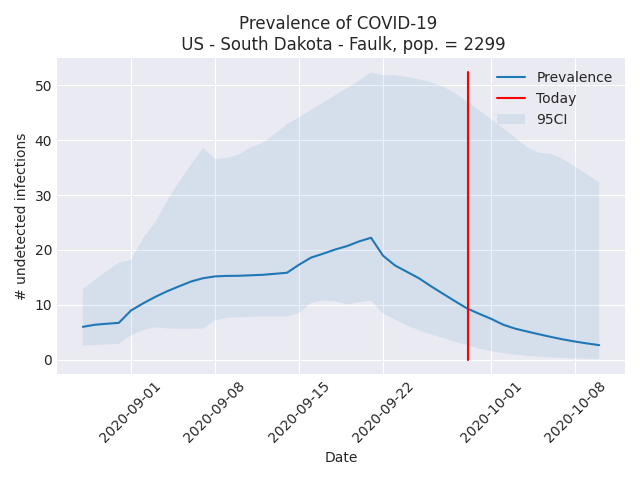 Prevalence of COVID-19
US - South Dakota - Faulk, pop. = 2299
Prevalence
Today
95CI
# undetected infections
50
40
30
20
10
0
2020-09-01
2020-09-08
2020-09-15
2020-09-22
2020-10-01
2020-10-08
Date